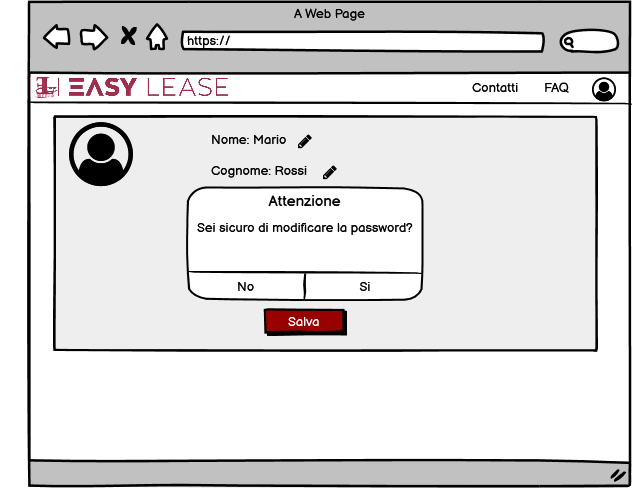 A Web Page
https://
EASY LEASE
Contatti
FAQ
Nome: Mario
Cognome: Rossi
Attenzione
Sei sicuro di modificare la password?
No
Si
Salva